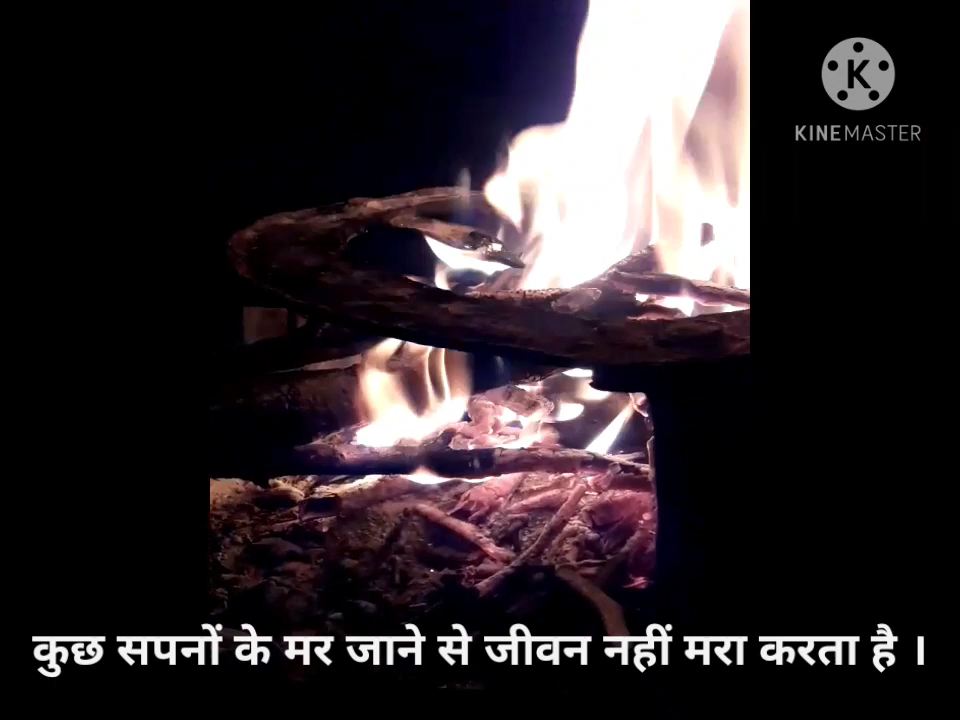 K
KINEMASTER
कुछ सपनों के मर जाने से जीवन नहीं मरा करता है ।